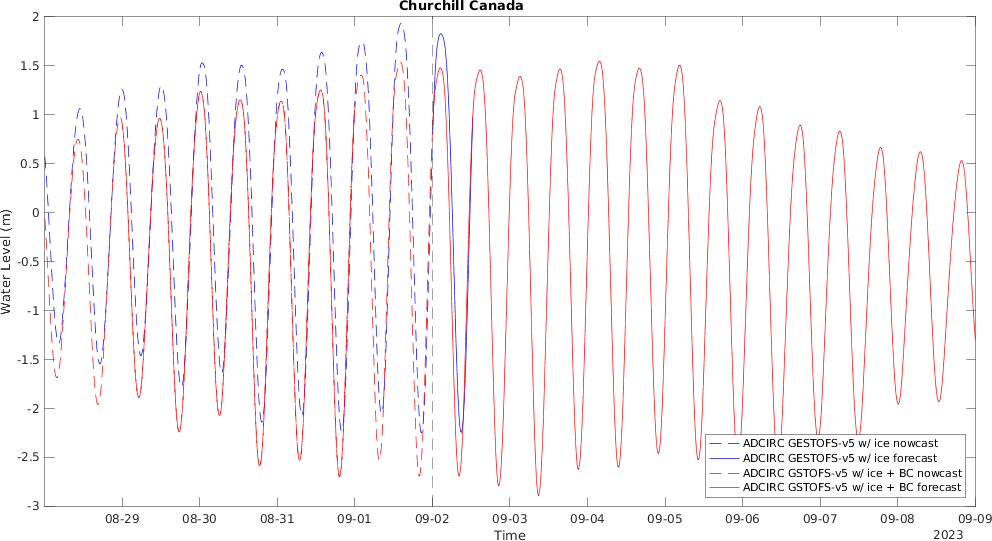 Churchill Canada
2
1.5
1
0.5
0
-0.5
-1
-1.5
-2
-2.5
-3
Water Level (m)
ADCIRC GESTOFS-v5 w/ ice nowcast
ADCIRC GESTOFS-v5 w/ ice forecast
ADCIRC GSTOFS-v5 w/ ice + BC nowcast
ADCIRC GSTOFS-v5 w/ ice + BC forecast
08-29 08-30 08-31 09-01 09-02 09-03 09-04 09-05 09-06 09-07 09-08 09-09
Time
2023